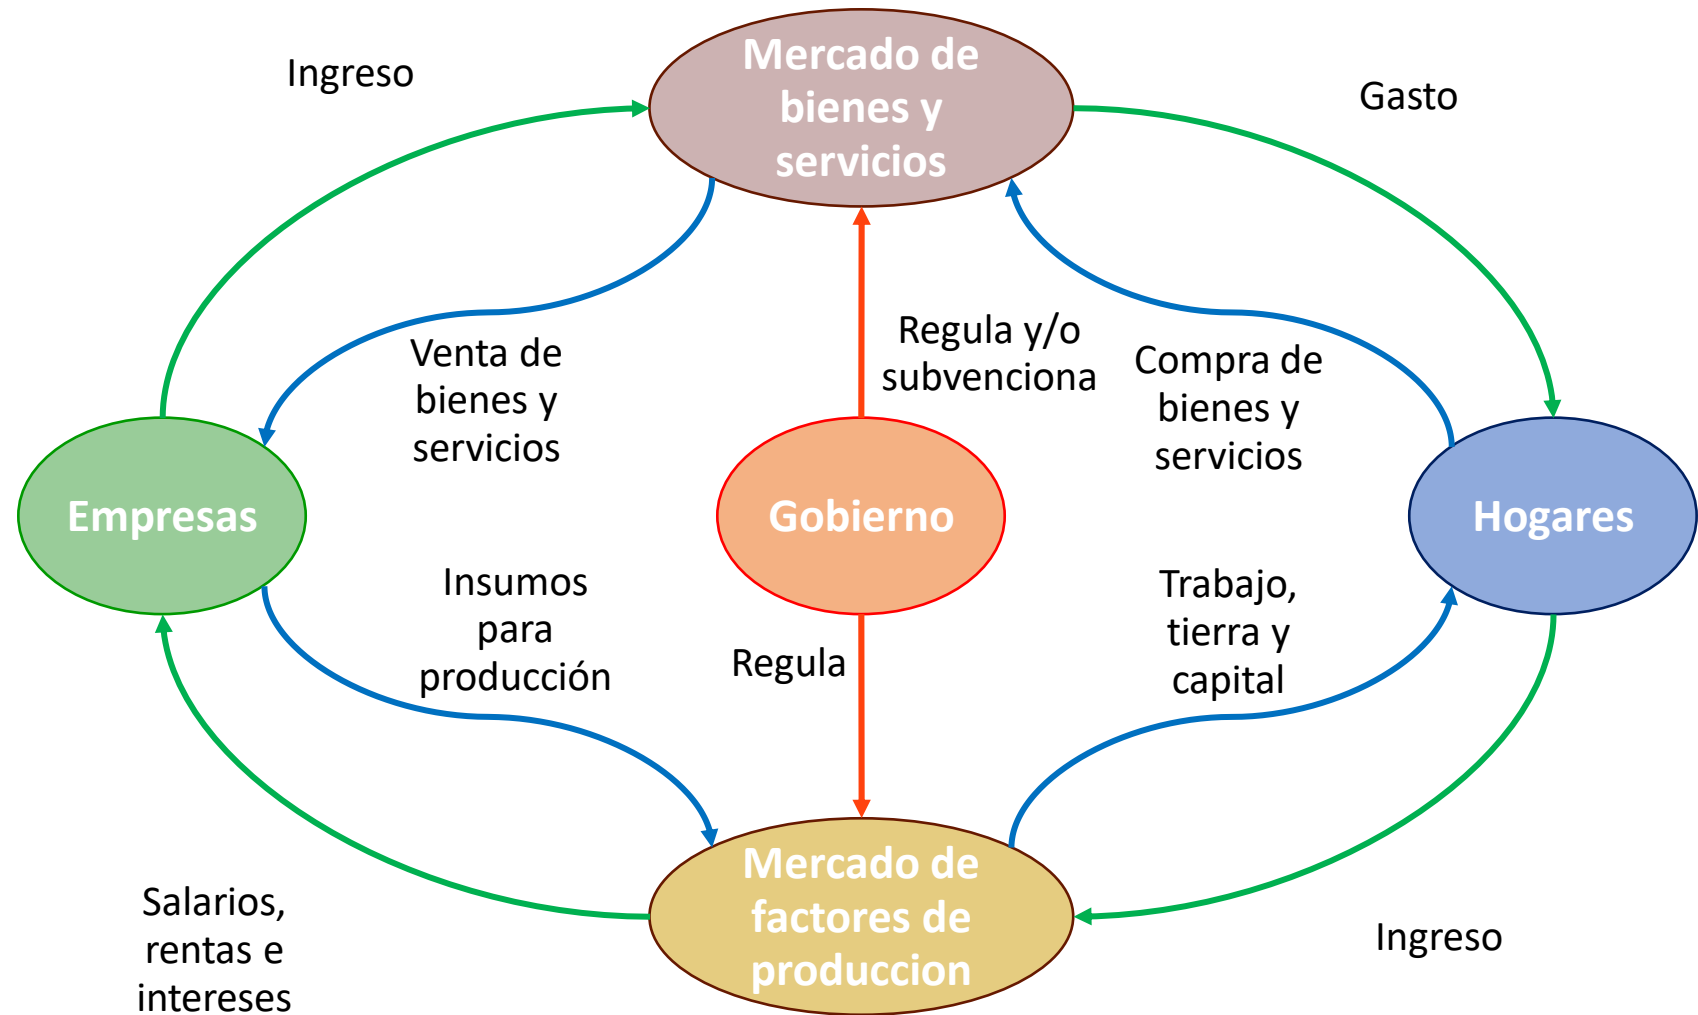 Ingreso
Mercado de
bienes y
servicios
Gasto
Venta de
bienes y
servicios
Regula y/o
subvenciona
Compra de
bienes y
servicios
Empresas
Gobierno
Hogares
Insumos
para
producción
Regula
Trabajo,
tierra y
capital
Salarios,
rentas e
intereses
Mercado de
factores de
produccion
Ingreso